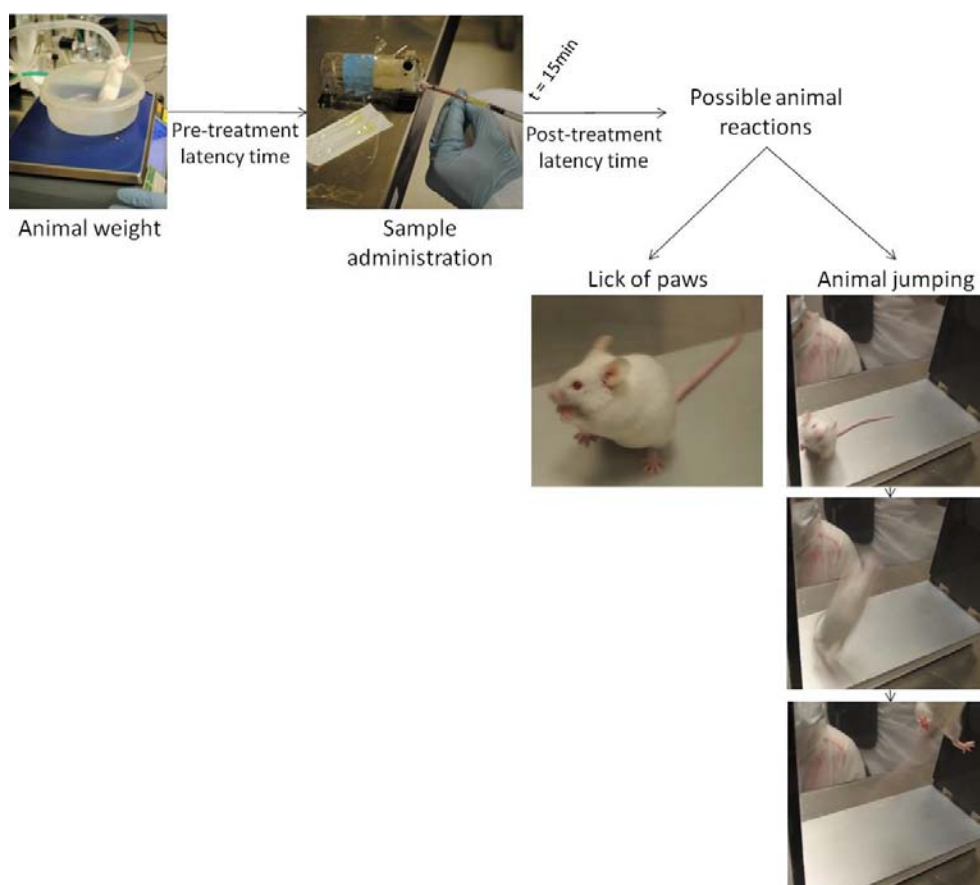 Animal weight
Pre-treatment
latency time
Sample
administration
t = 15min
Post-treatment
latency time
Possible animal
reactions
Lick of paws
Animal jumping